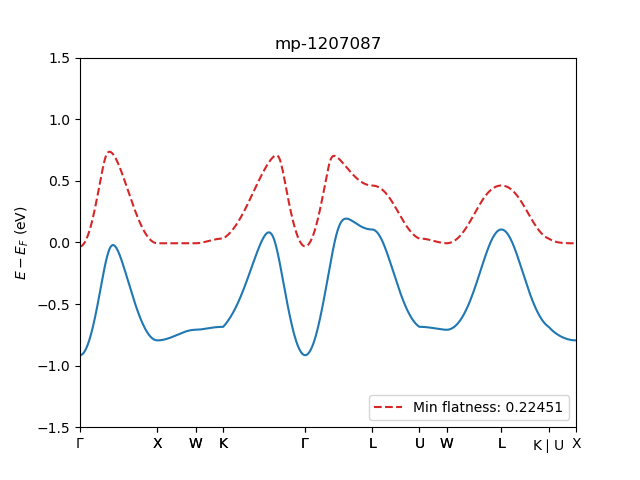 mp-1207087
1.5
1.0
0.5
0.0
−0.5
−1.0
−1.5
E − E_F (eV)
Min flatness: 0.22451
Γ X W K Γ L U W L K | U X